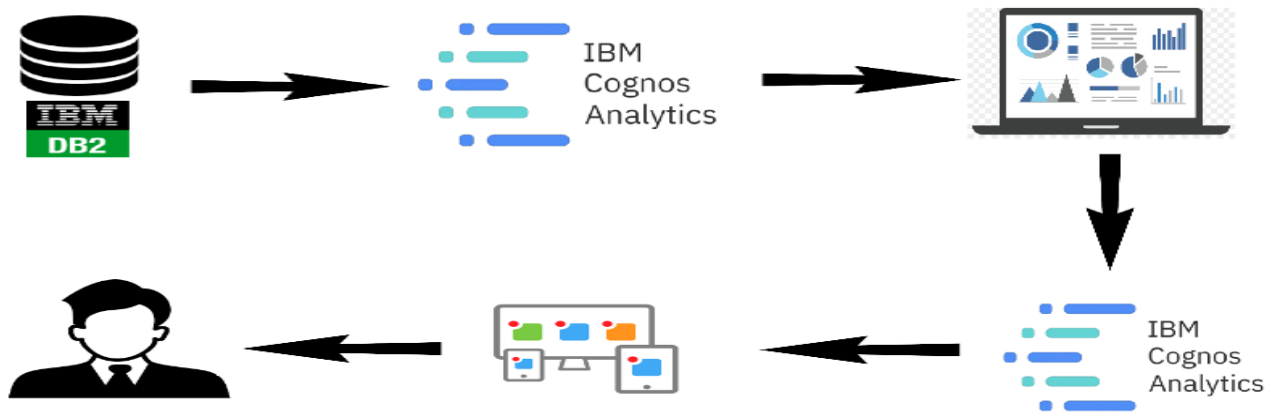 IBM
DB2
IBM
Cognos
Analytics
IBM
Cognos
Analytics